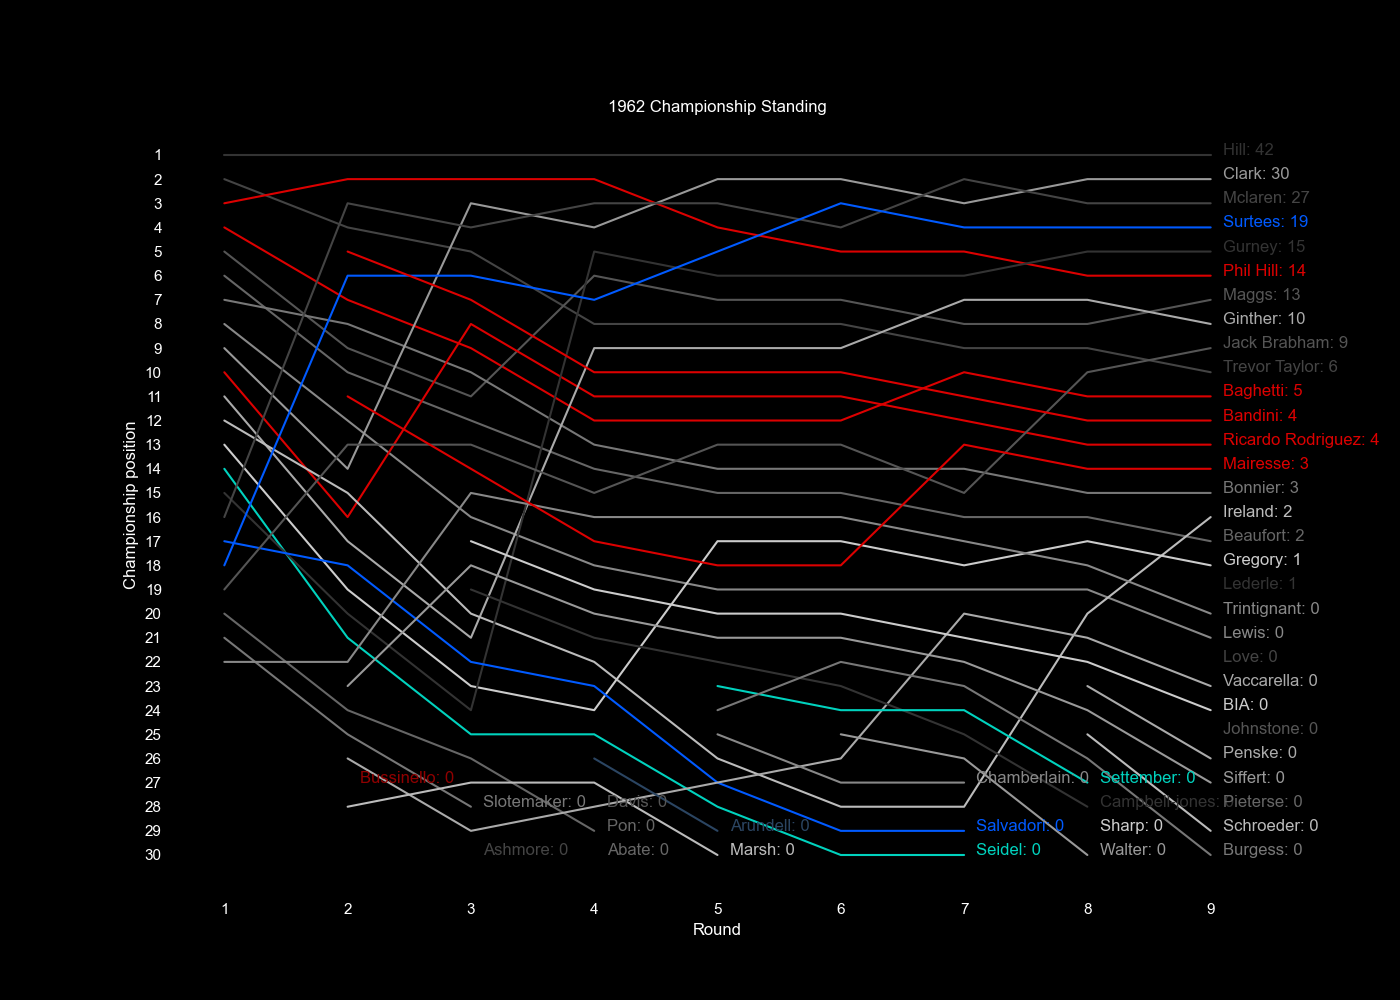 1962 Championship Standing
Championship position
1
2
3
4
5
6
7
8
9
10
11
12
13
14
15
16
17
18
19
20
21
22
23
24
25
26
27
28
29
30
Hill: 42
Clark: 30
Mclaren: 27
Surtees: 19
Gurney: 15
Phil Hill: 14
Maggs: 13
Ginther: 10
Jack Brabham: 9
Trevor Taylor: 6
Baghetti: 5
Bandini: 4
Ricardo Rodriguez: 4
Mairesse: 3
Bonnier: 3
Ireland: 2
Beaufort: 2
Gregory: 1
Lederle: 1
Trintignant: 0
Lewis: 0
Love: 0
Vaccarella: 0
BIA: 0
Johnstone: 0
Penske: 0
Bussinello: 0
Chamberlain: 0
Settember: 0
Siffert: 0
Slotemaker: 0
Davis: 0
Campbell-jones: 0
Pieterse: 0
Pon: 0
Arundell: 0
Salvadori: 0
Sharp: 0
Schroeder: 0
Ashmore: 0
Abate: 0
Marsh: 0
Seidel: 0
Walter: 0
Burgess: 0
1 2 3 4 5 6 7 8 9
Round